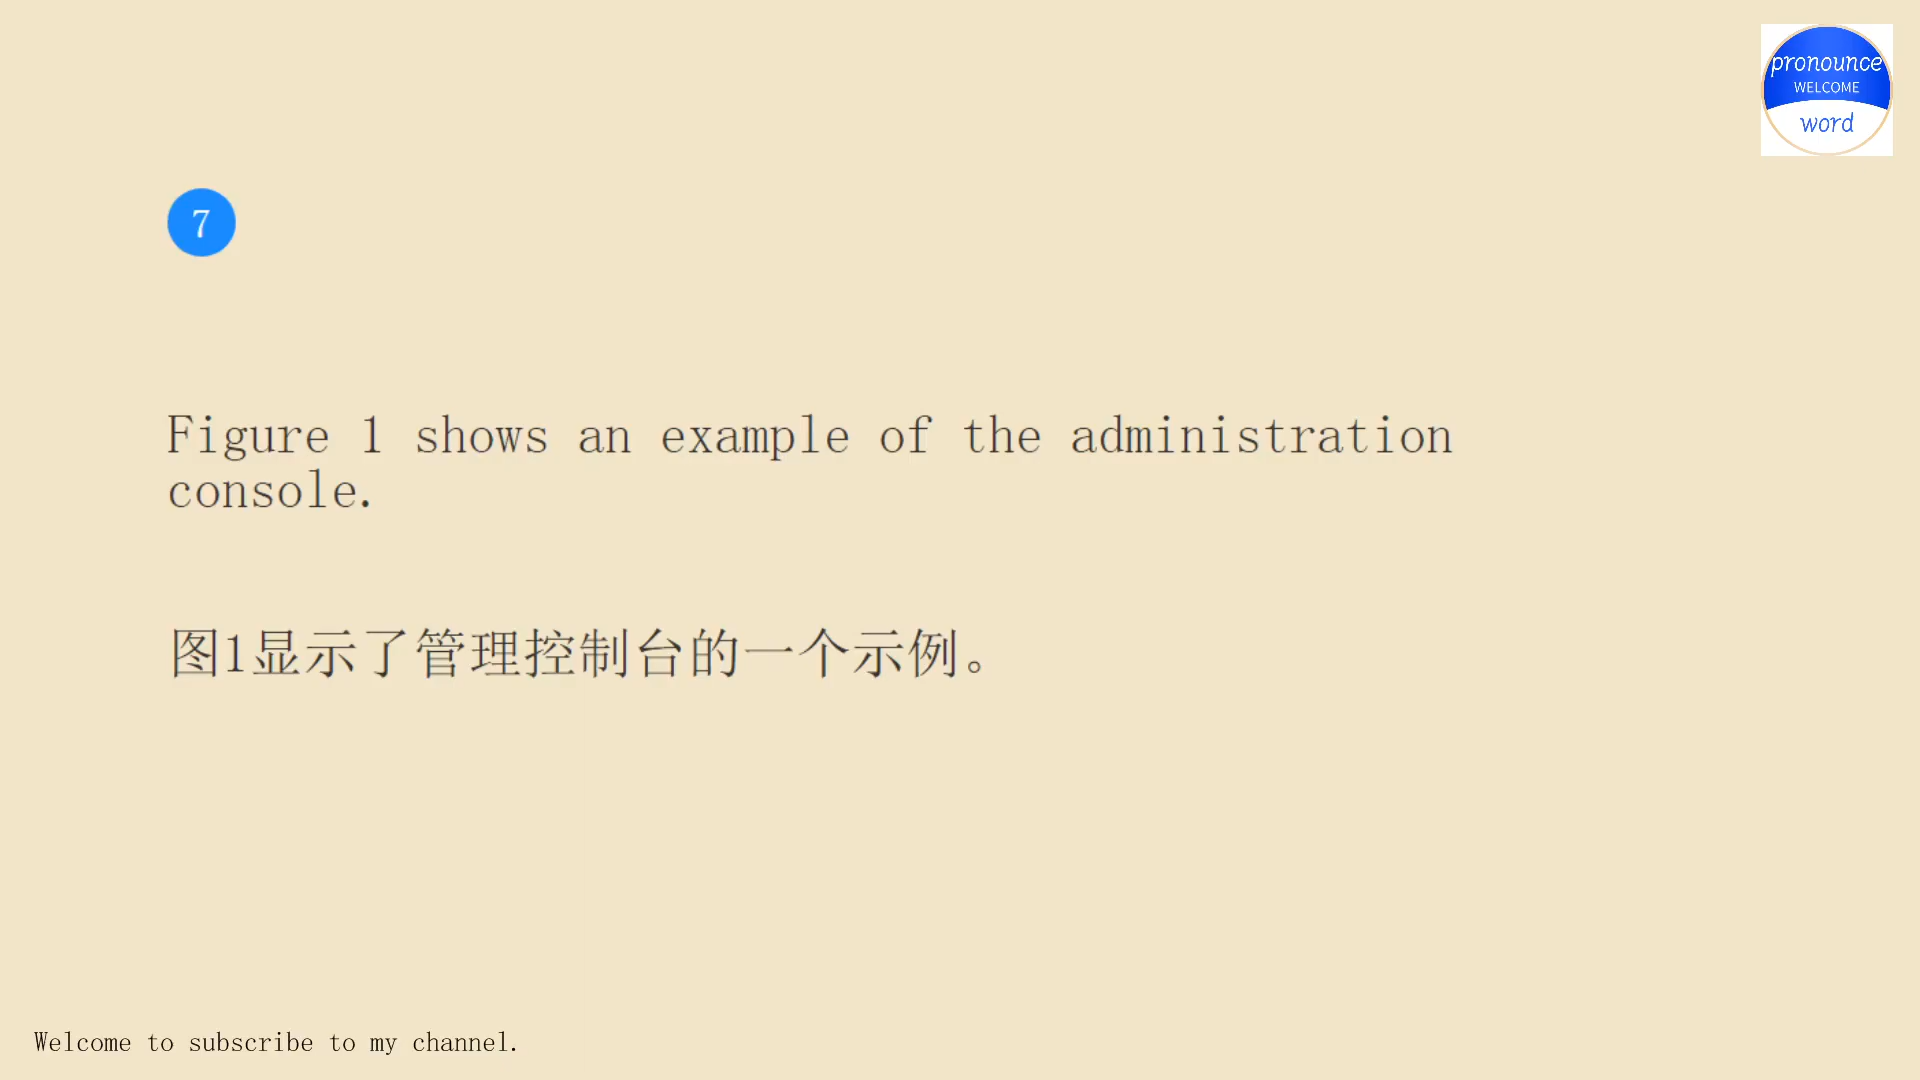 pronounce
WELCOME
word
7
Figure 1 shows an example of the administration
console.
图1显示了管理控制台的一个示例。
Welcome to subscribe to my channel.